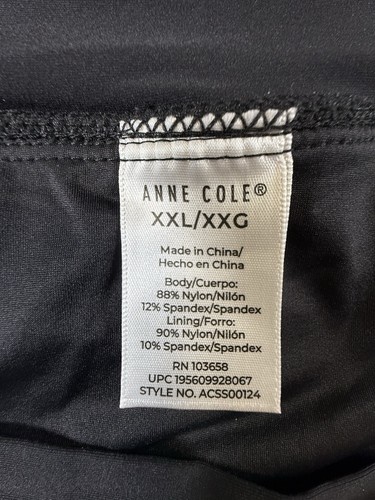 ANNE COLE®
XXL/XXG
Made in China/
Hecho en China
Body/Cuerpo:
88% Nylon/Nilón
12% Spandex/Spandex
Lining/Forro:
90% Nylon/Nilón
10% Spandex/Spandex
RN 103658
UPC 195609928067
STYLE NO. ACSS00124